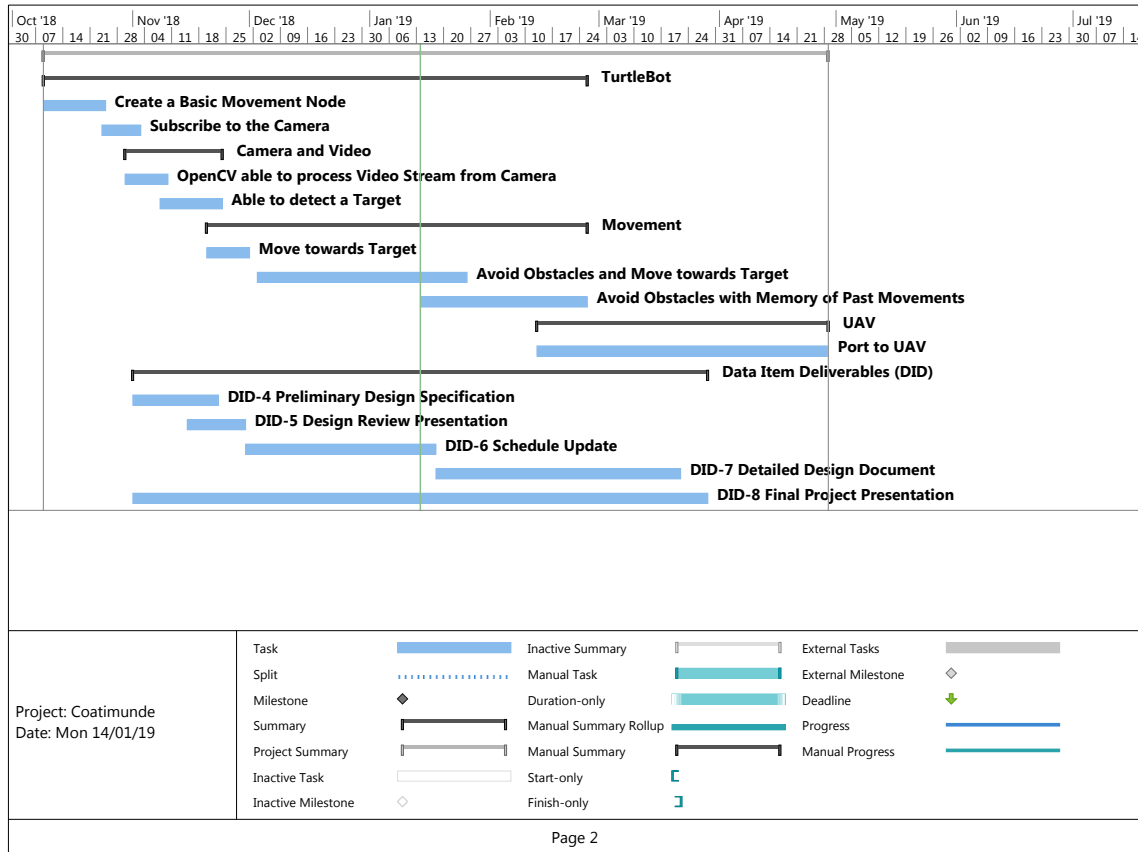 Oct '18 Nov '18 Dec '18 Jan '19 Feb '19 Mar '19 Apr '19 May '19 Jun '19 Jul '19
30 07 14 21 28 04 11 18 25 02 09 16 23 30 06 13 20 27 03 10 17 24 03 10 17 24 31 07 14 21 28 05 12 19 26 02 09 16 23 30 07 14
TurtleBot
Create a Basic Movement Node
Subscribe to the Camera
Camera and Video
OpenCV able to process Video Stream from Camera
Able to detect a Target
Movement
Move towards Target
Avoid Obstacles and Move towards Target
Avoid Obstacles with Memory of Past Movements
UAV
Port to UAV
Data Item Deliverables (DID)
DID-4 Preliminary Design Specification
DID-5 Design Review Presentation
DID-6 Schedule Update
DID-7 Detailed Design Document
DID-8 Final Project Presentation
Project: Coatimunde
Date: Mon 14/01/19
Task
Split
Milestone
Summary
Project Summary
Inactive Task
Inactive Milestone
Inactive Summary
Manual Task
Duration-only
Manual Summary Rollup
Manual Summary
Start-only
Finish-only
External Tasks
External Milestone
Deadline
Progress
Manual Progress
Page 2